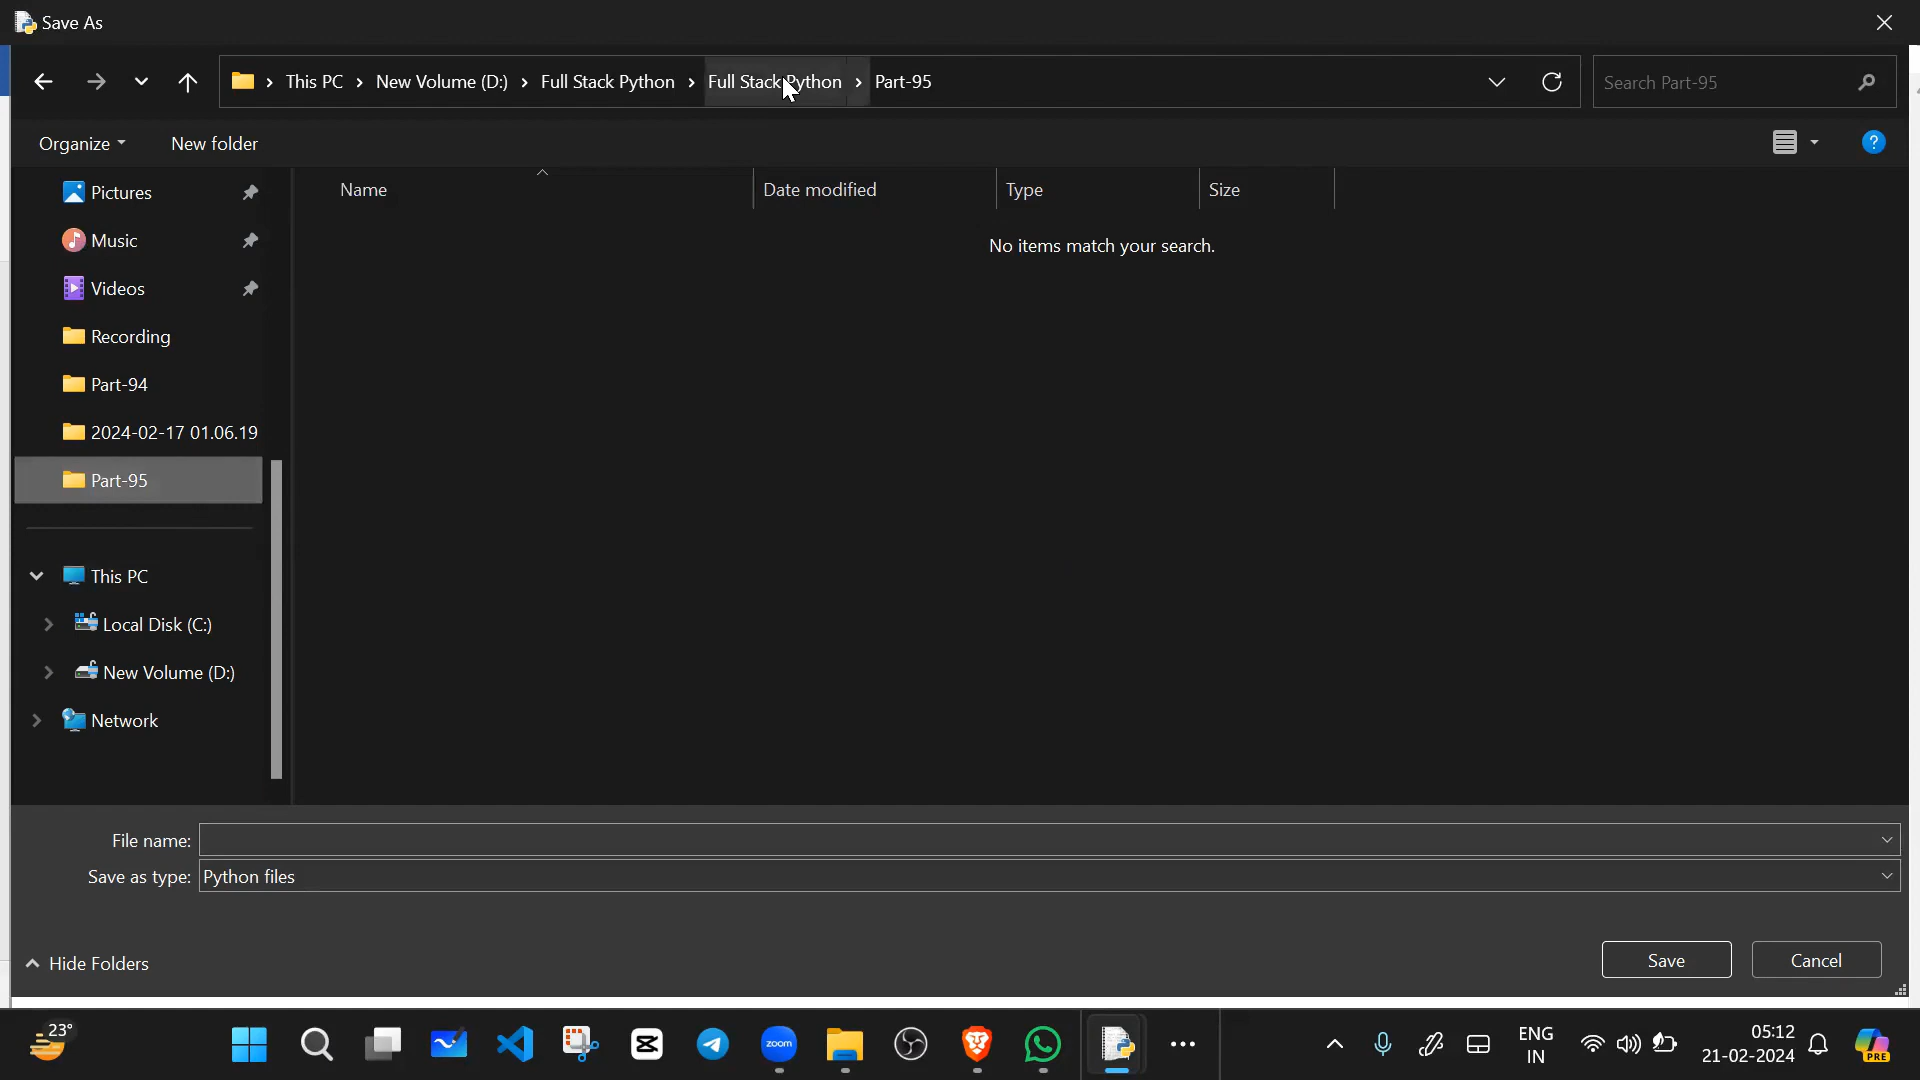 Save As
This PC > New Volume (D:) > Full Stack Python > Full Stack Python > Part-95
Search Part-95
Organize
New folder
?
Name
Date modified
Type
Size
No items match your search.
Pictures
Music
Videos
Recording
Part-94
2024-02-17 01.06.19
Part-95
This PC
Local Disk (C:)
New Volume (D:)
Network
File name:
Save as type: Python files
Hide Folders
Save
Cancel
23°
zoom
ENG
IN
05:12
21-02-2024
PRE